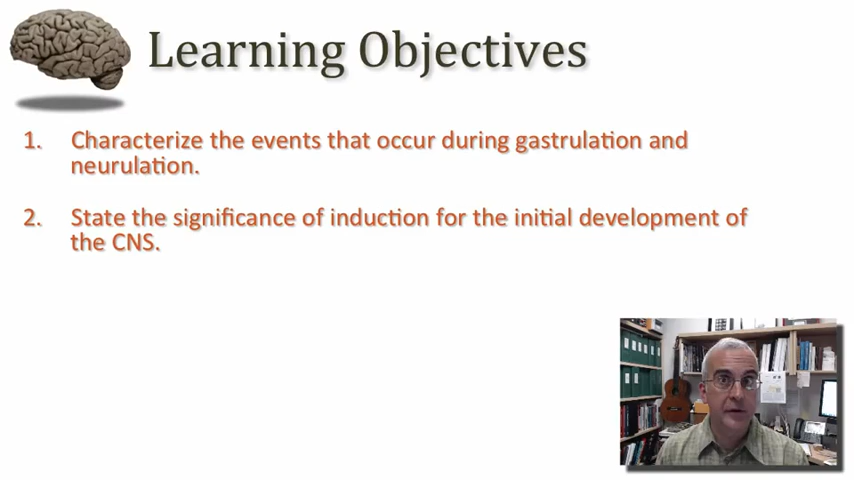 Learning Objectives
1. Characterize the events that occur during gastrulation and
neurulation.
2. State the significance of induction for the initial development of
the CNS.